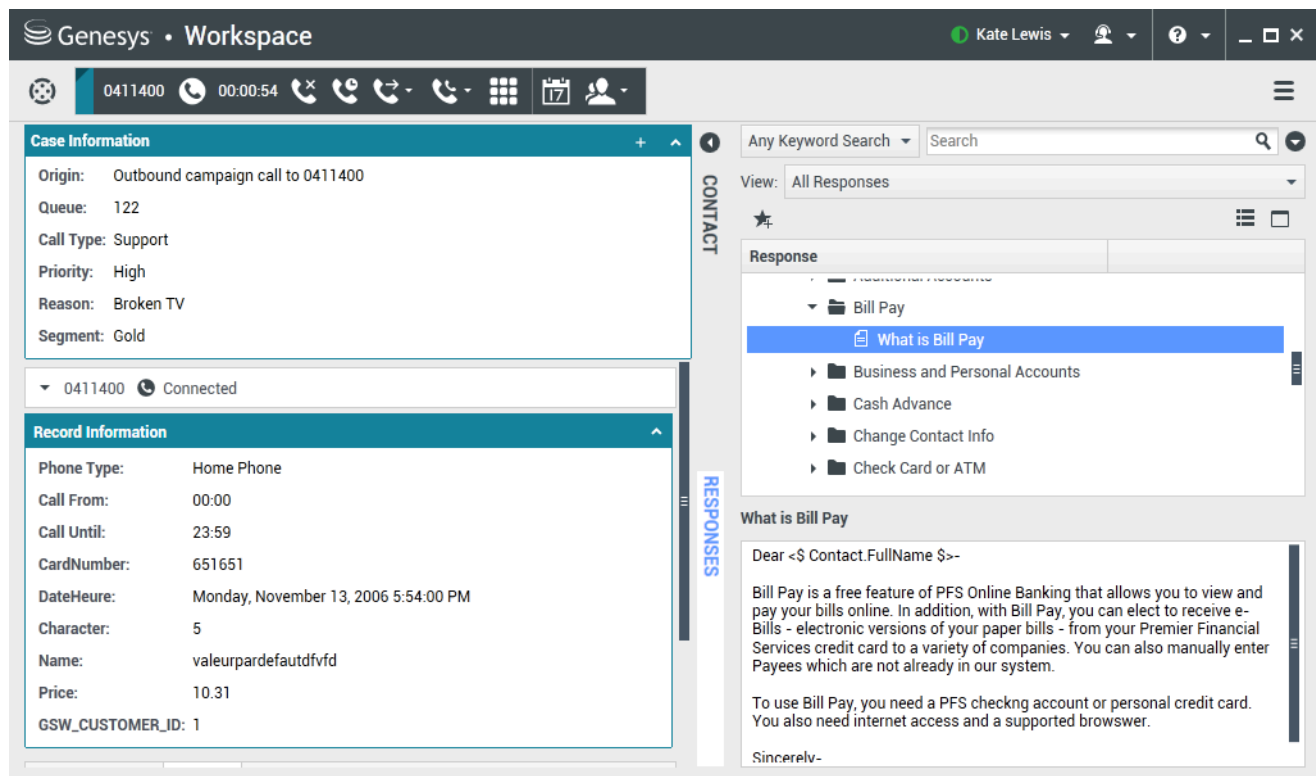 Genesys • Workspace
Kate Lewis
0411400 00:00:54
17
Case Information
Origin: Outbound campaign call to 0411400
Queue: 122
Call Type: Support
Priority: High
Reason: Broken TV
Segment: Gold
0411400 Connected
Record Information
Phone Type: Home Phone
Call From: 00:00
Call Until: 23:59
CardNumber: 651651
DateHeure: Monday, November 13, 2006 5:54:00 PM
Character: 5
Name: valeurpardefautdfvfd
Price: 10.31
GSW_CUSTOMER_ID: 1
CONTACT
RESPONSES
Any Keyword Search Search
View: All Responses
Response
Additional Accounts
Bill Pay
What is Bill Pay
Business and Personal Accounts
Cash Advance
Change Contact Info
Check Card or ATM
What is Bill Pay
Dear <$ Contact.FullName $>-
Bill Pay is a free feature of PFS Online Banking that allows you to view and
pay your bills online. In addition, with Bill Pay, you can elect to receive e-
Bills - electronic versions of your paper bills - from your Premier Financial
Services credit card to a variety of companies. You can also manually enter
Payees which are not already in our system.
To use Bill Pay, you need a PFS checkng account or personal credit card.
You also need internet access and a supported browswer.
Sincerely-